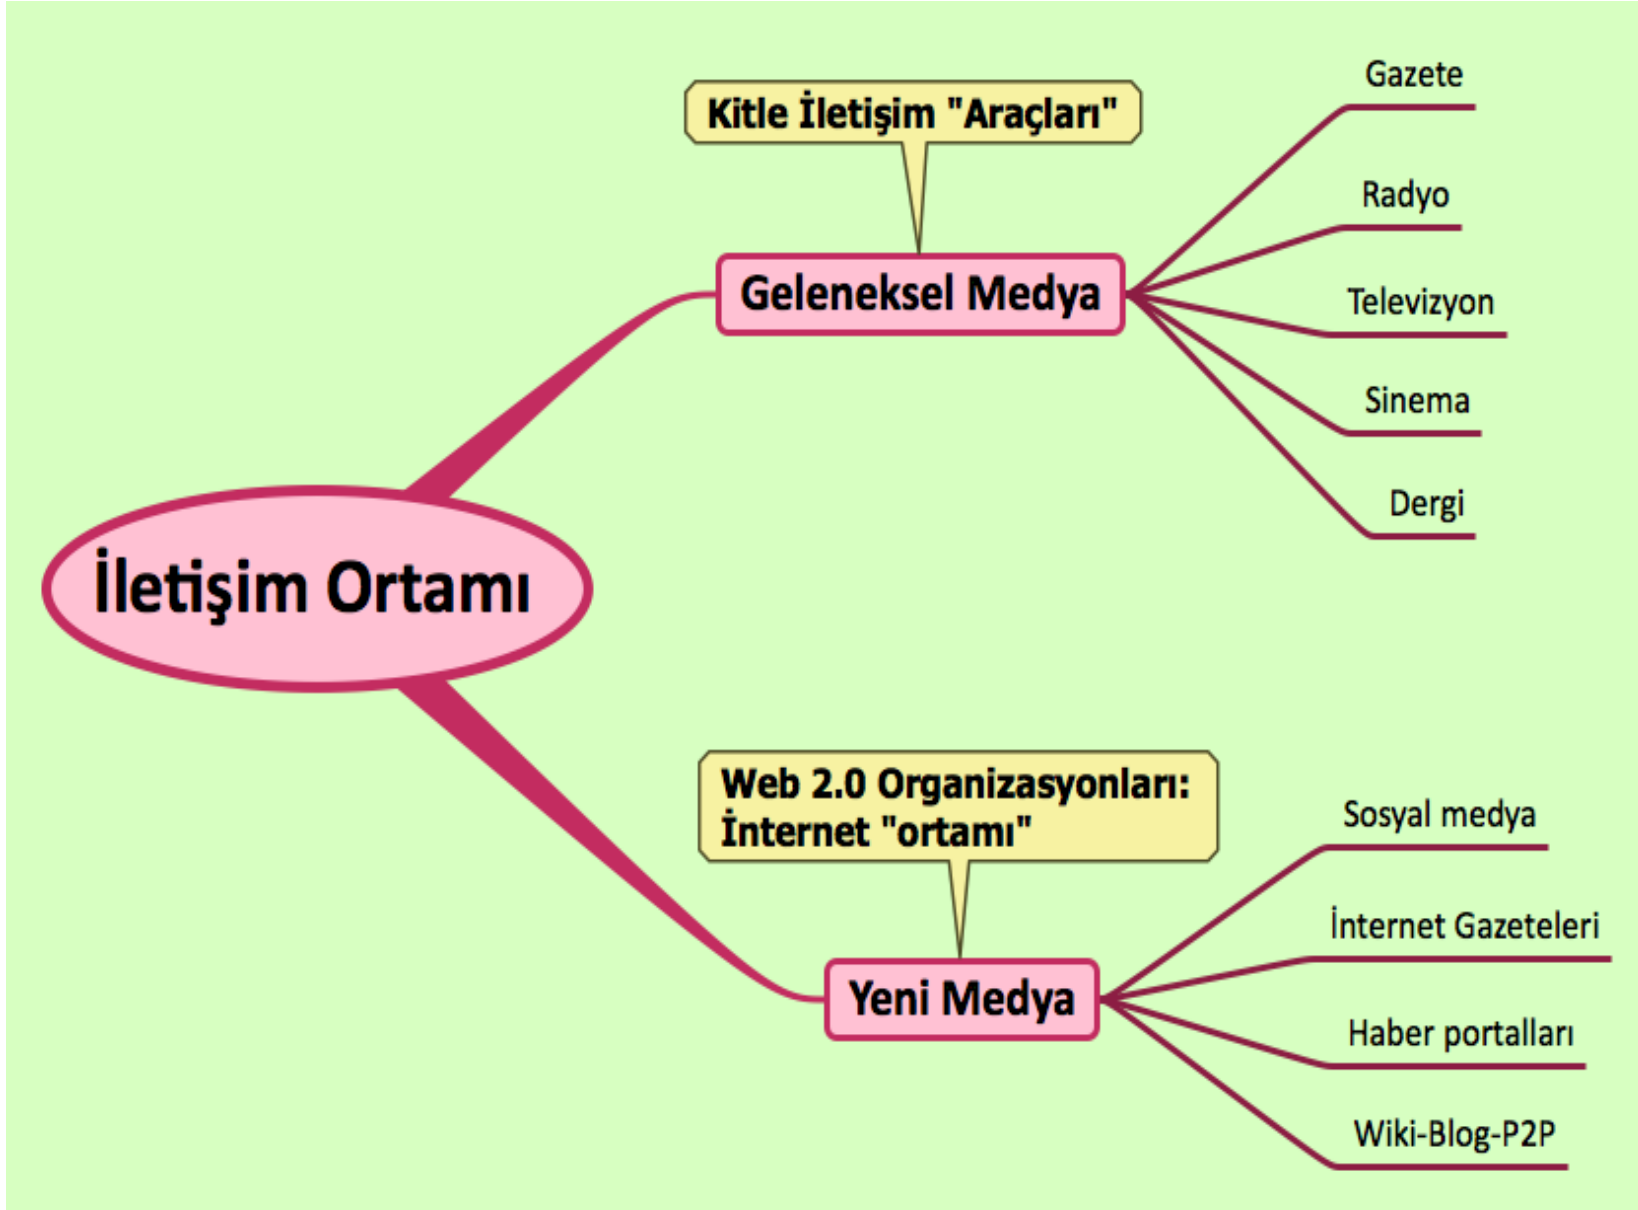 Kitle İletişim "Araçları"
Geleneksel Medya
Gazete
Radyo
Televizyon
Sinema
Dergi
İletişim Ortamı
Web 2.0 Organizasyonları:
İnternet "ortamı"
Yeni Medya
Sosyal medya
İnternet Gazeteleri
Haber portalları
Wiki-Blog-P2P